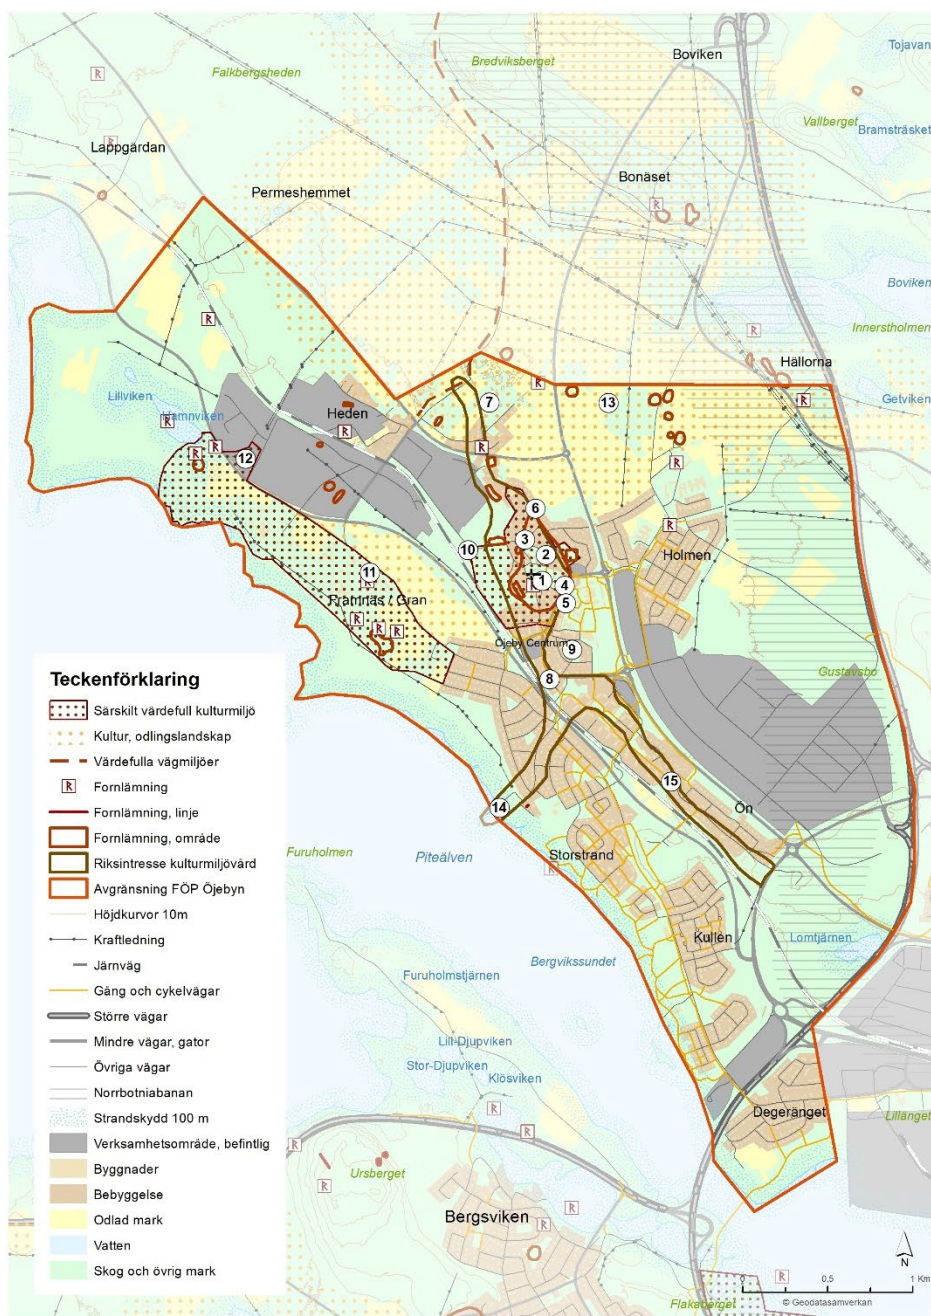 Boviken
Tojavan
Bredviksberget
Falkbergsheden
R
Vallberget
Bramsträsket
R
Lappgärdan
Bonäset
Permeshemmet
R
Boviken
R
Innerstholmen
R
Hällorna
R
Getviken
Lillviken
7
13
R
Heden
R
R
R
R
R
12
R
6
R
3
10
2
Holmen
11
R
1
4
R
Framnäs / Gran
5
R
R
R
Öjeby Centrum
9
8
Gustavsbo
15
14
Ön
Furuholmen
Piteälven
Storstrand
R
Kullen
Lomtjärnen
Bergvikssundet
Furuholmstjärnen
Lill-Djupviken
Stor-Djupviken
Klösviken
R
Degeränget
Lillänget
R
Ursberget
R
R
R
Bergsviken
R
Flakaberget
Teckenförklaring
Särskilt värdefull kulturmiljö
Kultur, odlingslandskap
Värdefulla vägmiljöer
R Fornlämning
Fornlämning, linje
Fornlämning, område
Riksintresse kulturmiljövård
Avgränsning FÖP Öjebyn
Höjdkurvor 10m
Kraftledning
Järnväg
Gång och cykelvägar
Större vägar
Mindre vägar, gator
Övriga vägar
Norrbotniabanan
Strandskydd 100 m
Verksamhetsområde, befintlig
Byggnader
Bebyggelse
Odlad mark
Vatten
Skog och övrig mark
N
0 0,5 1 Km
© Geodatasamverkan